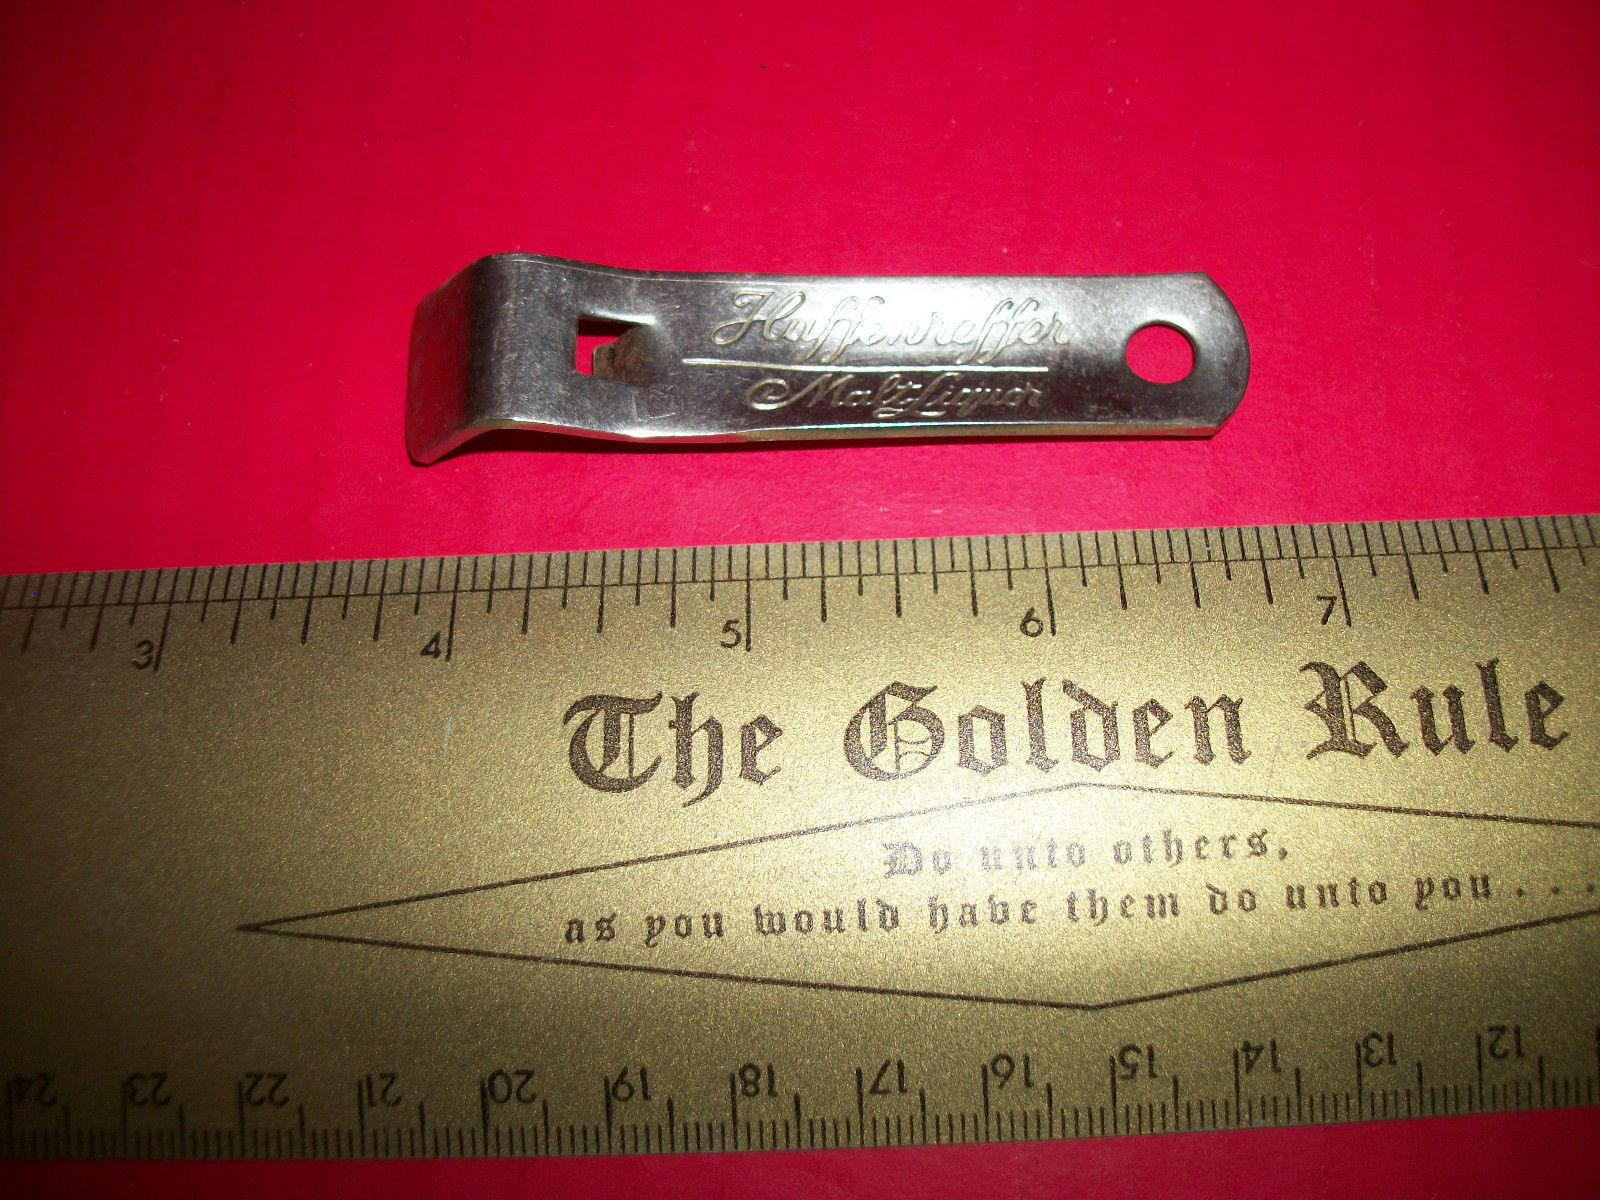 Haffenreffer
Malt Liquor
3 4 5 6 7
The Golden Rule
Do unto others,
as you would have them do unto you . . .
24 23 22 21 20 19 18 17 16 15 14 13 12